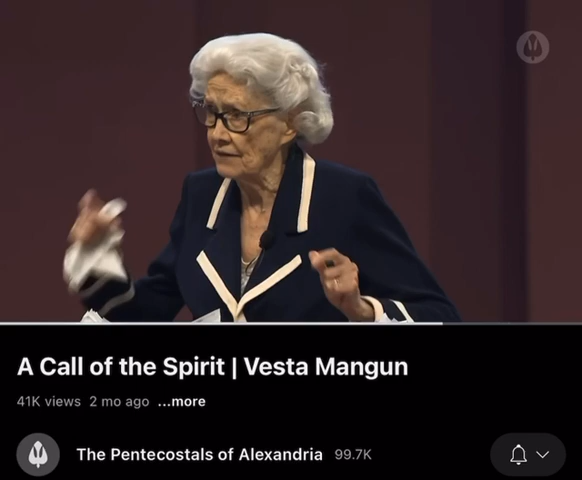 A Call of the Spirit | Vesta Mangun
41K views 2 mo ago ...more
The Pentecostals of Alexandria 99.7K